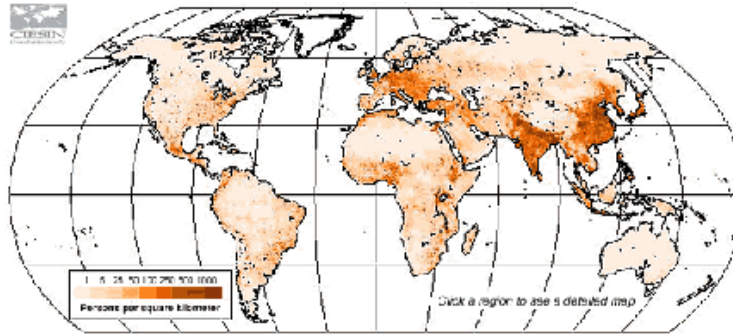 CIESIN
1 5 25 50 100 250 500 1000
Persons per square kilometer
Click a region to see a detailed map